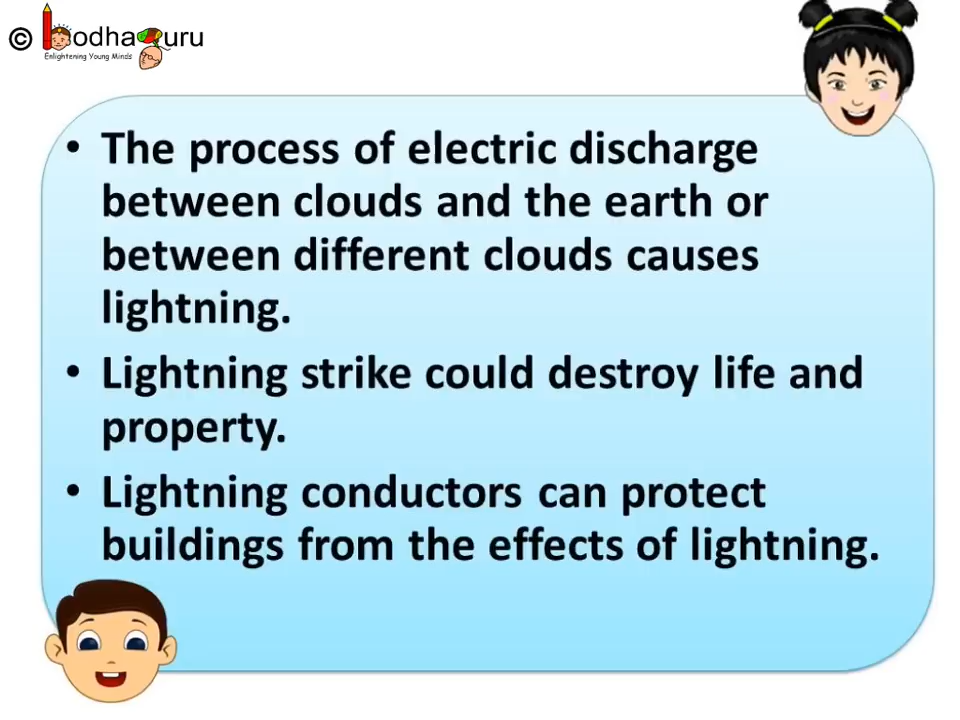 © BodhaGuru
Enlightening Young Minds
• The process of electric discharge
between clouds and the earth or
between different clouds causes
lightning.
• Lightning strike could destroy life and
property.
• Lightning conductors can protect
buildings from the effects of lightning.